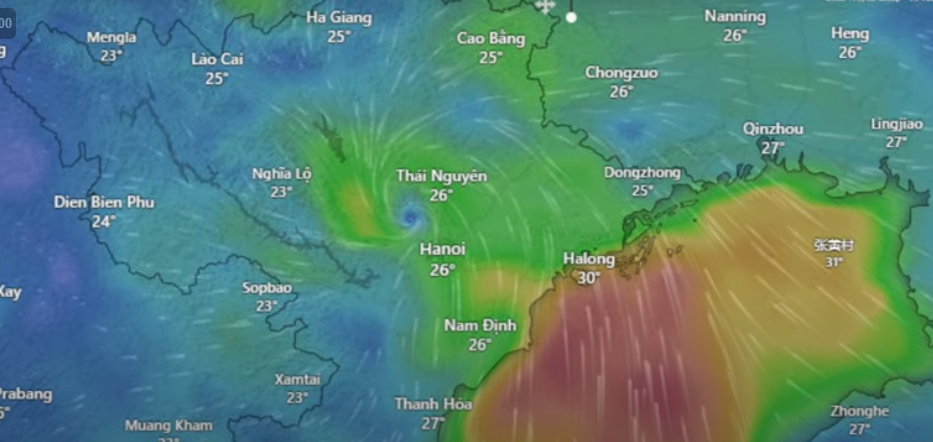 00
Ha Giang
25°
Nanning
26°
Mengla
23°
Cao Bằng
25°
Heng
26°
Lào Cai
25°
Chongzuo
26°
Qinzhou
27°
Lingjiao
27°
Nghĩa Lộ
23°
Thái Nguyên
26°
Dongzhong
25°
Dien Bien Phu
24°
Hanoi
26°
Halong
30°
张黄村
31°
Xay
Sopbao
23°
Nam Định
26°
Xamtai
23°
Prabang
Thanh Hóa
27°
Zhonghe
27°
Muang Kham